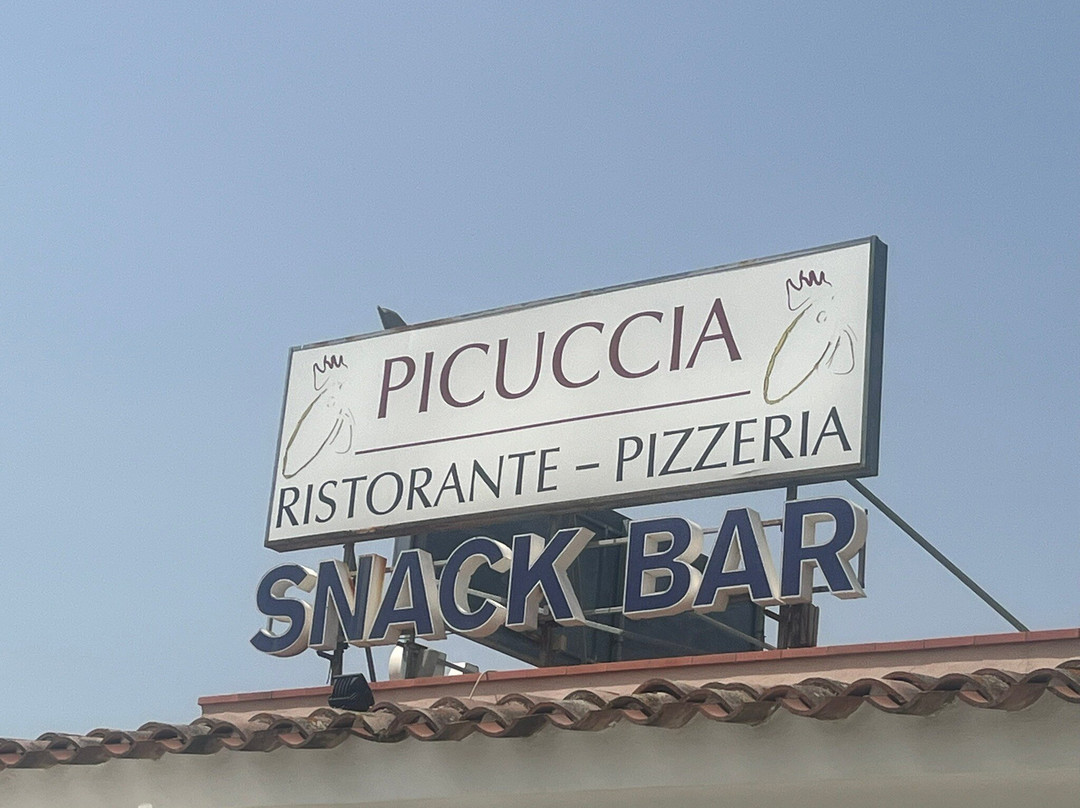 PICUCCIA
RISTORANTE – PIZZERIA
SNACK BAR